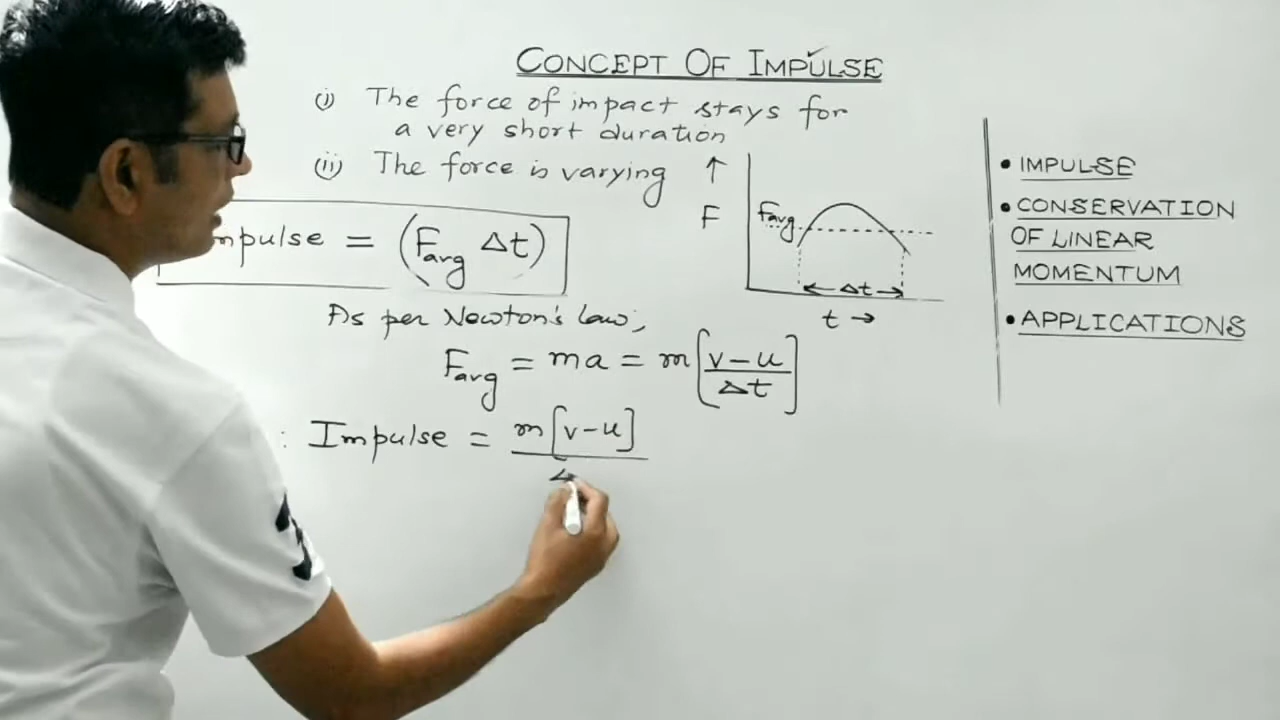 CONCEPT OF IMPULSE
(i) The force of impact stays for
a very short duration
(ii) The force is varying
↑
F
Favg
Δt
t →
mpulse = (Favg Δt)
As per Newton's law,
Favg = ma = m[v-u/Δt]
: Impulse = m[v-u]
• IMPULSE
• CONSERVATION
OF LINEAR
MOMENTUM
• APPLICATIONS